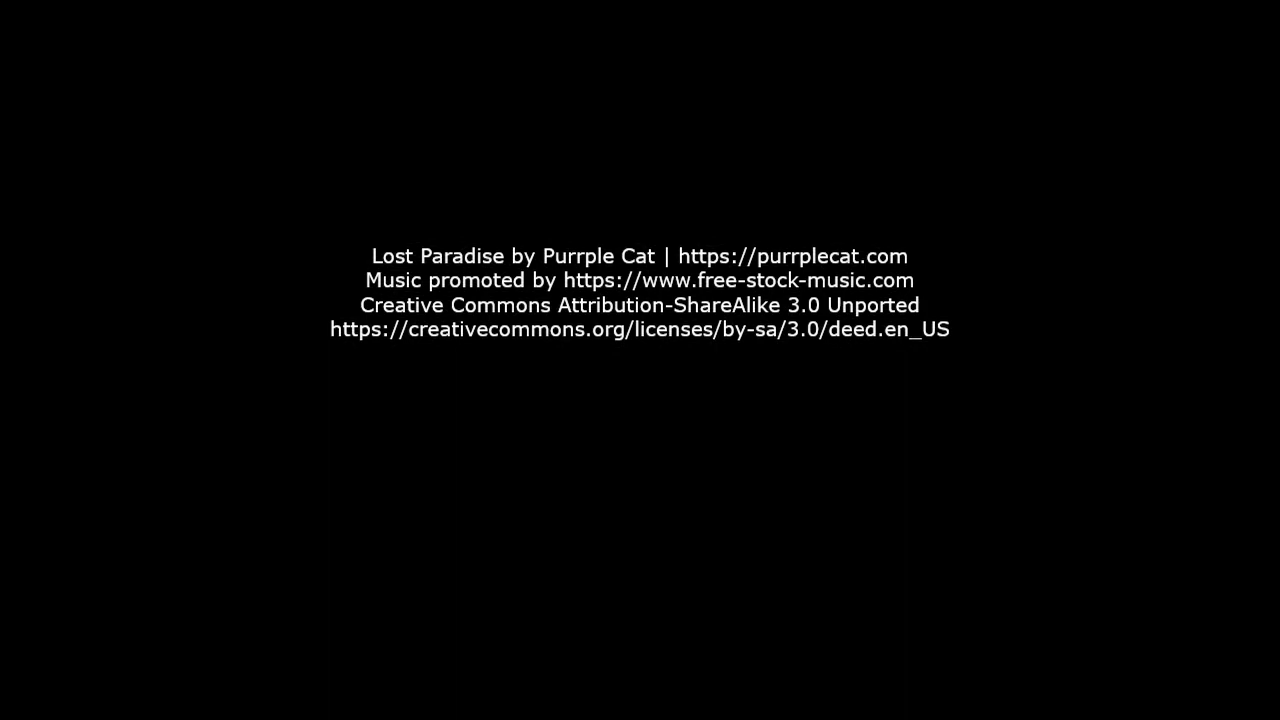 Lost Paradise by Purrple Cat | https://purrplecat.com
Music promoted by https://www.free-stock-music.com
Creative Commons Attribution-ShareAlike 3.0 Unported
https://creativecommons.org/licenses/by-sa/3.0/deed.en_US